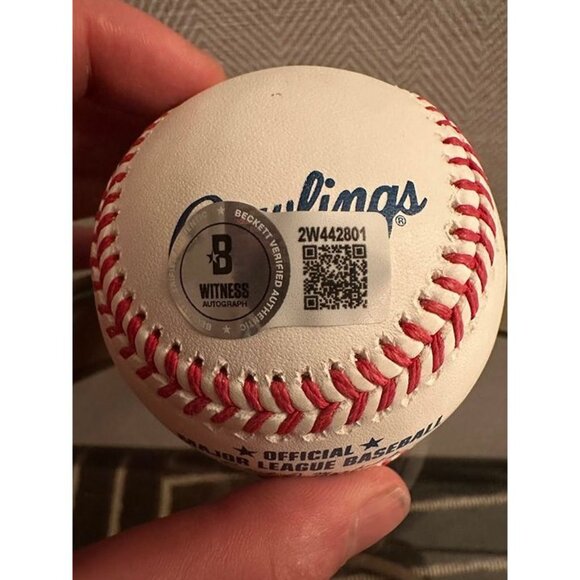 Rawlings®
2W442801
BECKETT VERIFIED AUTHENTIC
B
WITNESS
AUTOGRAPH
★ OFFICIAL ★
MAJOR LEAGUE BASEBALL